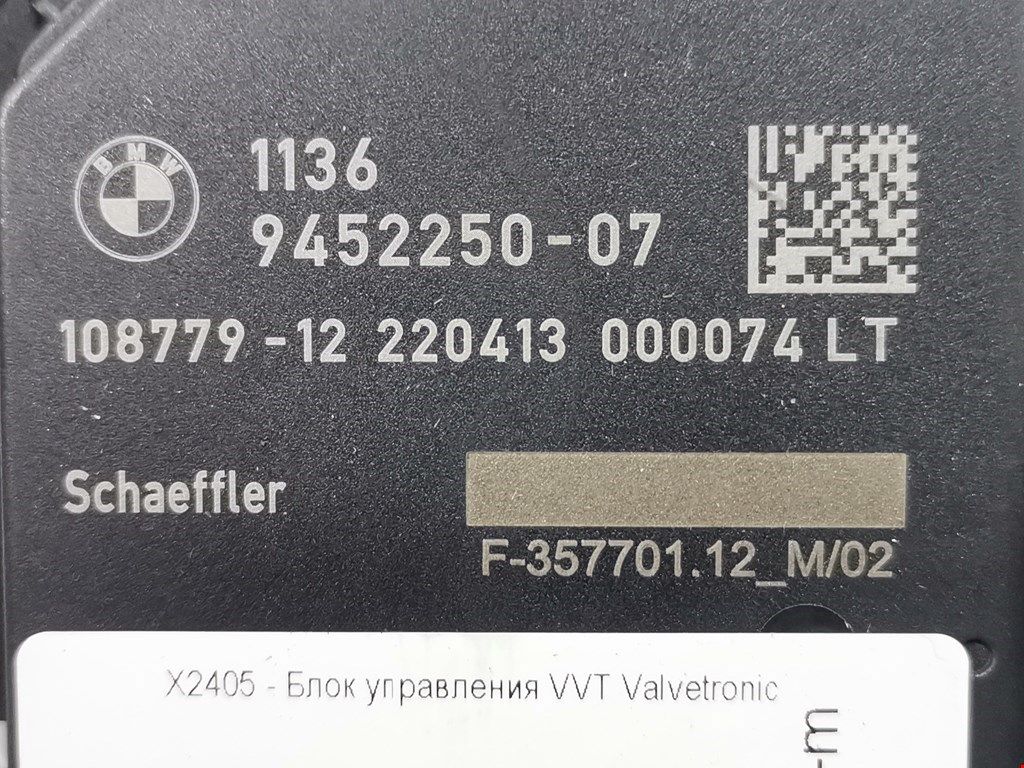 BMW
1136
9452250-07
108779-12 220413 000074 LT
Schaeffler
F-357701.12_M/02
X2405 - Блок управления VVT Valvetronic
-m